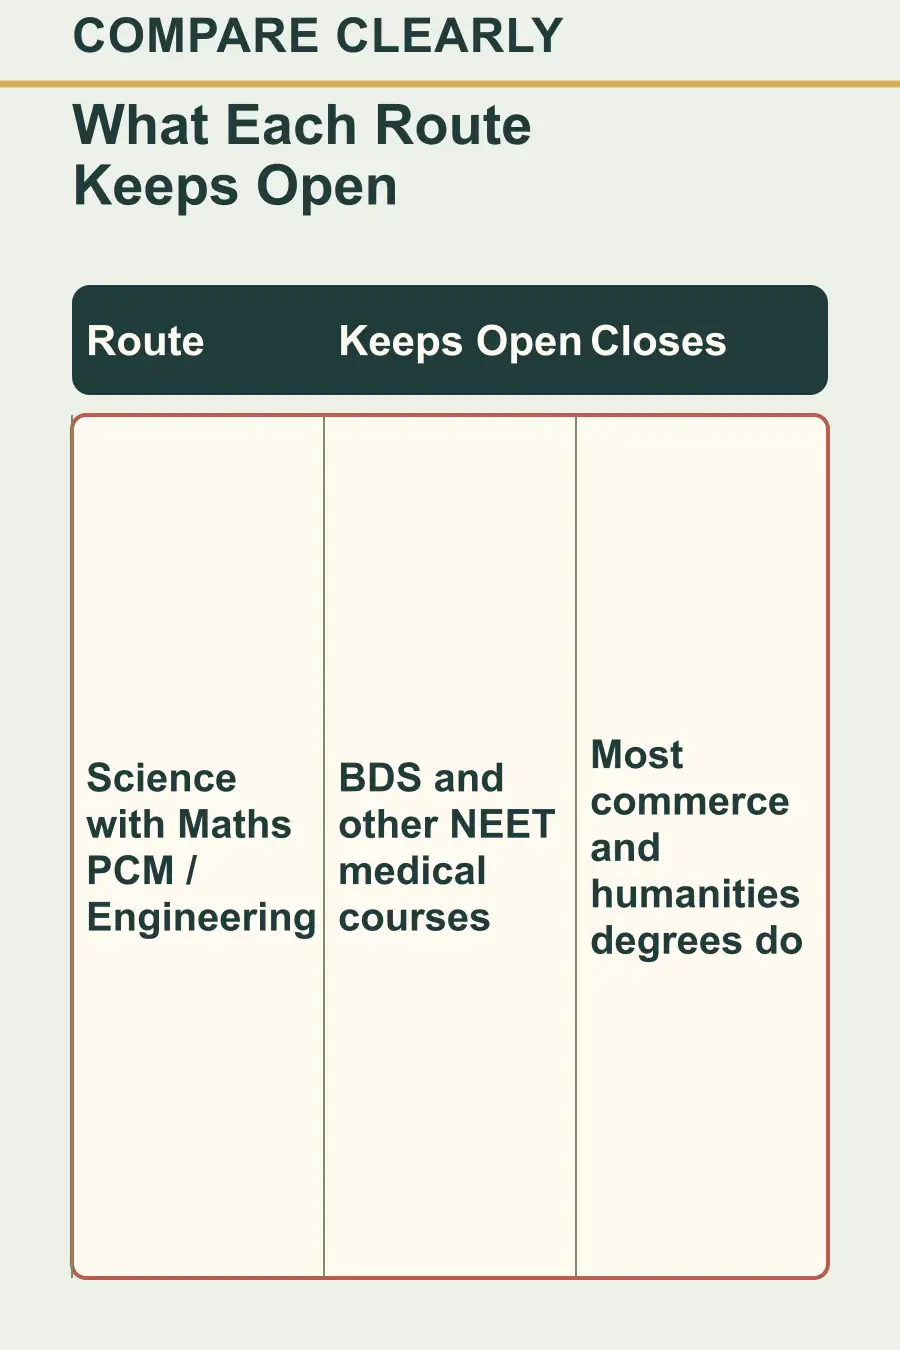 COMPARE CLEARLY
What Each Route
Keeps Open
Route
Keeps Open
Closes
Science
with Maths
PCM /
Engineering
BDS and
other NEET
medical
courses
Most
commerce
and
humanities
degrees do